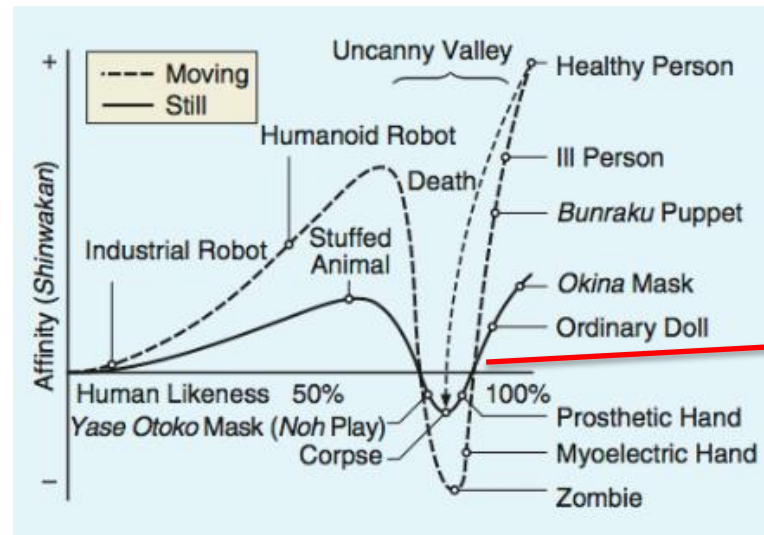 Uncanny Valley
+
Moving
Still
Healthy Person
Humanoid Robot
Death
Ill Person
Bunraku Puppet
Industrial Robot
Stuffed
Animal
Okina Mask
Ordinary Doll
Affinity (Shinwakan)
Human Likeness 50% 100%
Yase Otoko Mask (Noh Play)
Prosthetic Hand
Corpse
Myoelectric Hand
–
Zombie